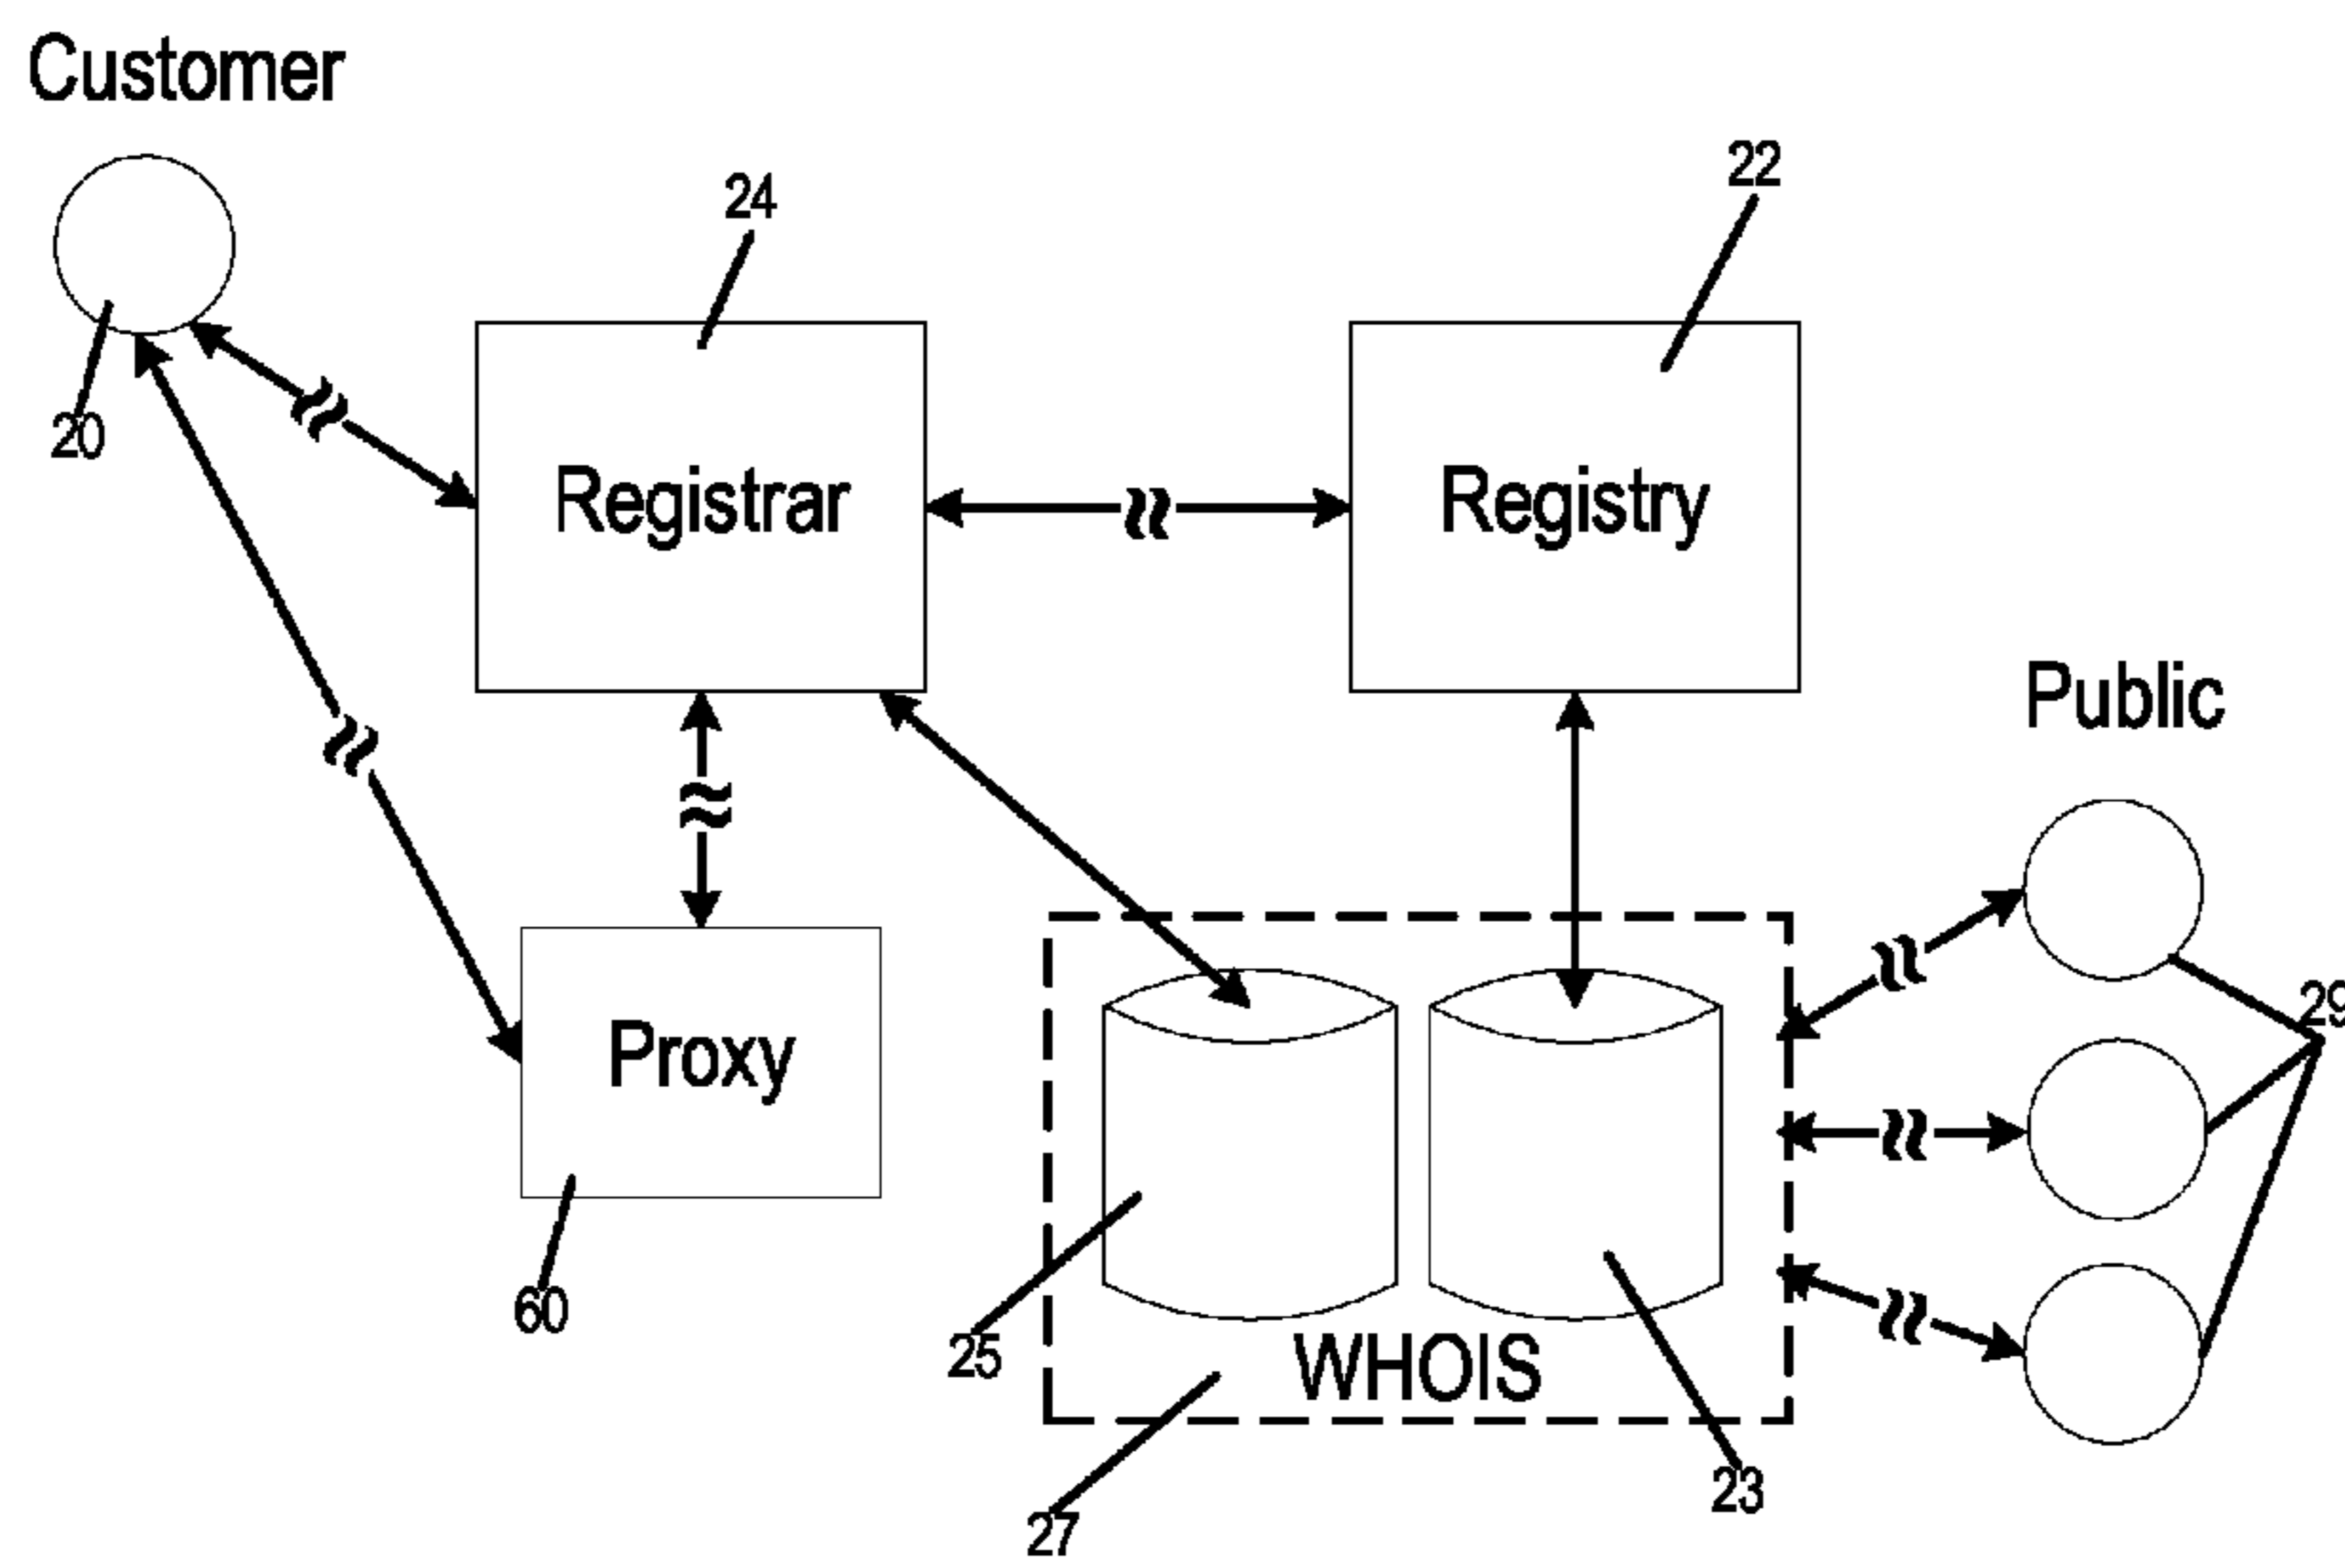 Customer
24
22
20
Registrar
Registry
Public
29
Proxy
60
25
WHOIS
23
27